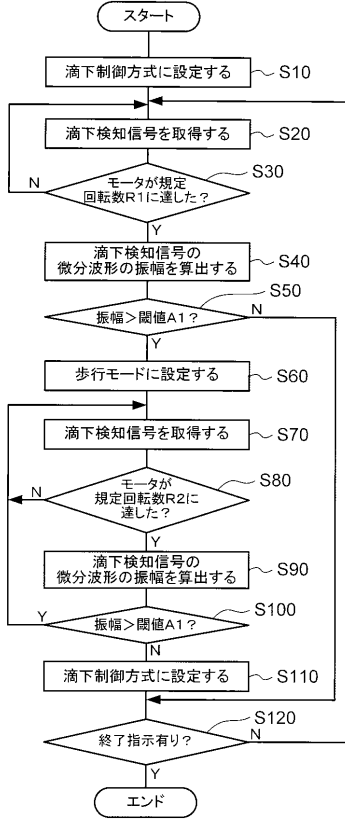 スタート
滴下制御方式に設定する
S10
滴下検知信号を取得する
S20
モータが規定
回転数R1に達した?
S30
N
Y
滴下検知信号の
微分波形の振幅を算出する
S40
振幅>閾値A1?
S50
N
Y
歩行モードに設定する
S60
滴下検知信号を取得する
S70
モータが
規定回転数R2に
達した?
S80
N
Y
滴下検知信号の
微分波形の振幅を算出する
S90
振幅>閾値A1?
S100
Y
N
滴下制御方式に設定する
S110
終了指示有り?
S120
N
Y
エンド